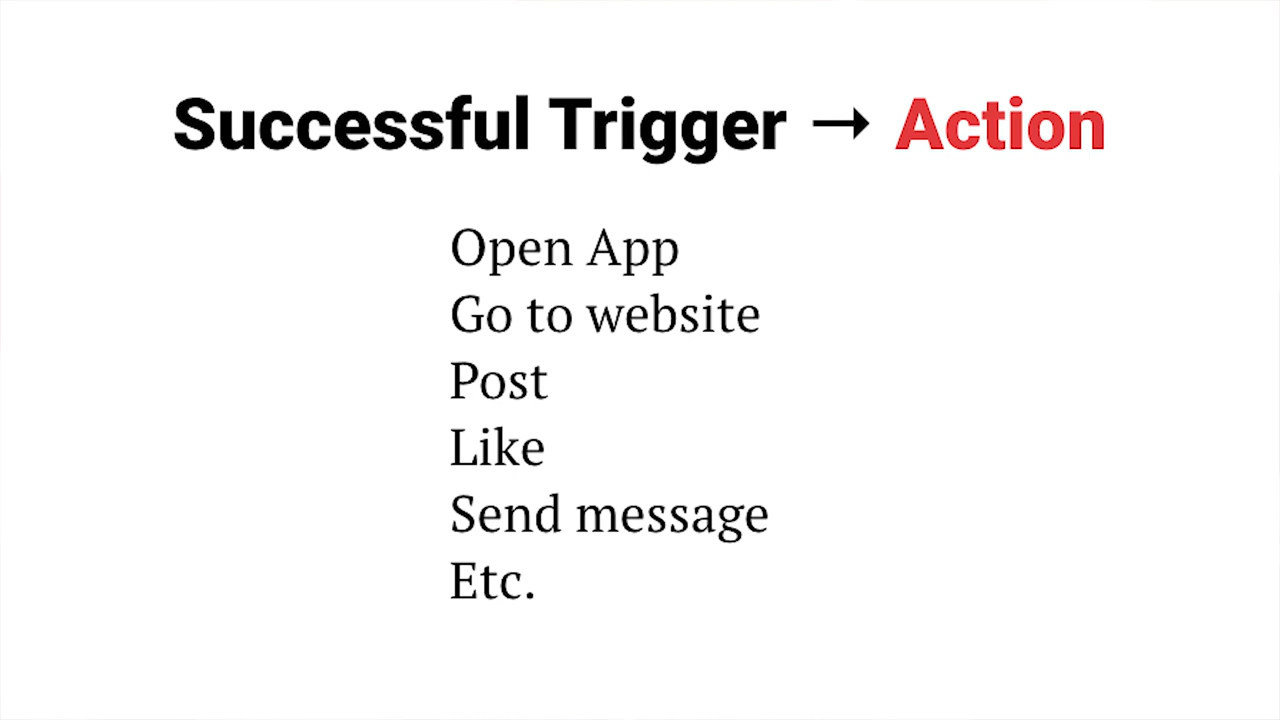 Successful Trigger → Action
Open App
Go to website
Post
Like
Send message
Etc.